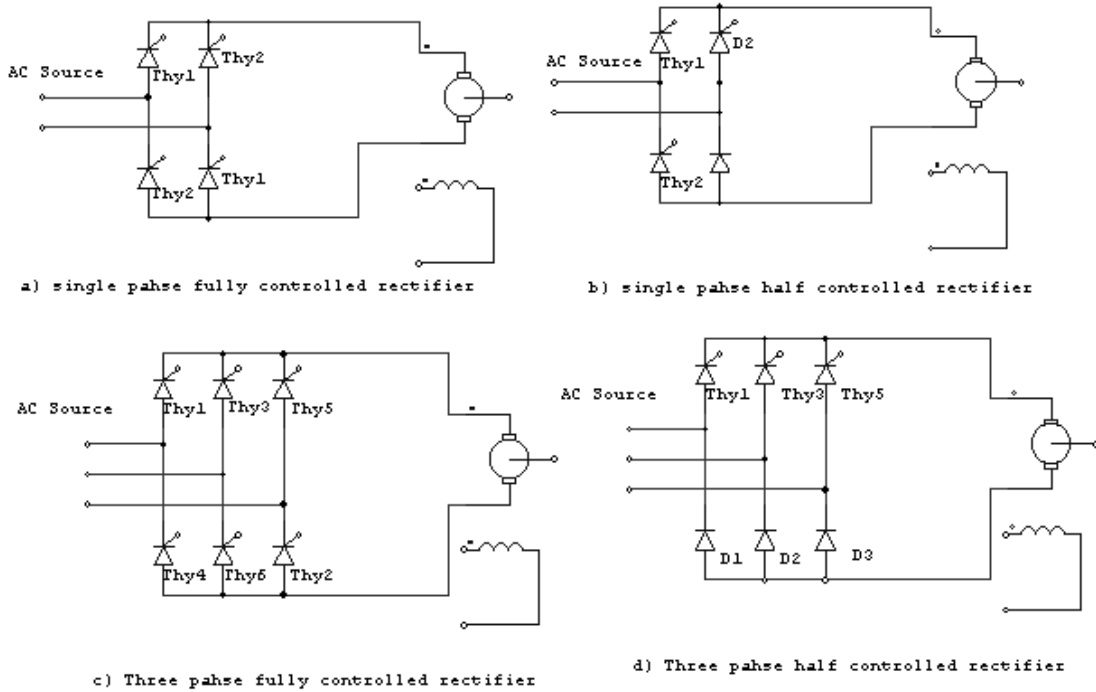 AC Source
Thy1
Thy2
Thy2
Thy1
a) single pahse fully controlled rectifier
AC Source
Thy1
D2
Thy2
b) single pahse half controlled rectifier
AC Source
Thy1
Thy3
Thy5
Thy4
Thy6
Thy2
c) Three pahse fully controlled rectifier
AC Source
Thy1
Thy3
Thy5
D1
D2
D3
d) Three pahse half controlled rectifier